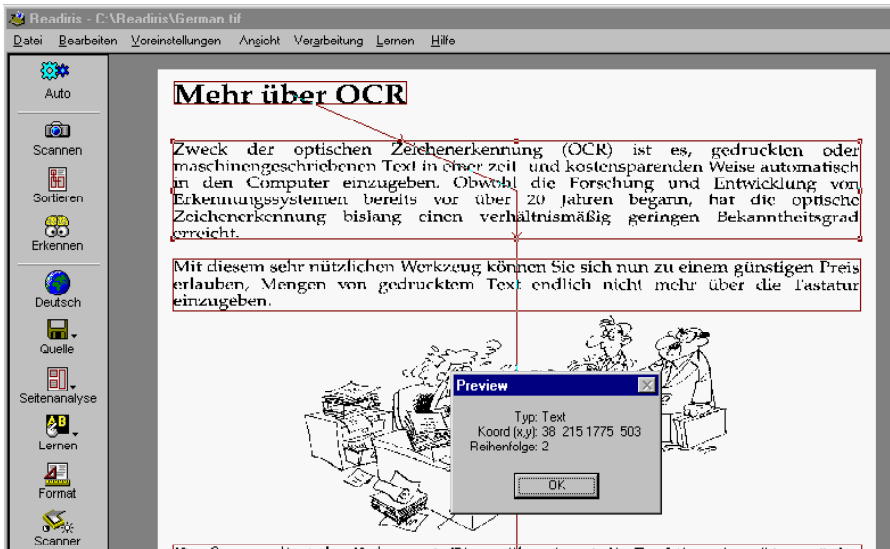 Readiris - C:\Readiris\German.tif
Datei Bearbeiten Voreinstellungen Ansicht Verarbeitung Lernen Hilfe
Auto
Scannen
Sortieren
Erkennen
Deutsch
Quelle
Seitenanalyse
Lernen
Format
Scanner
Mehr über OCR
Zweck der optischen Zeichenerkennung (OCR) ist es, gedruckten oder
maschinengeschriebenen Text in einer zeit und kostensparenden Weise automatisch
in den Computer einzugeben. Obwohl die Forschung und Entwicklung von
Erkennungssystemen bereits vor über 20 Jahren begann, hat die optische
Zeichenerkennung bislang einen verhältnismäßig geringen Bekanntheitsgrad
erreicht.
Mit diesem sehr nützlichen Werkzeug können Sie sich nun zu einem günstigen Preis
erlauben, Mengen von gedrucktem Text endlich nicht mehr über die Tastatur
einzugeben.
Preview
Typ: Text
Koord (x,y): 38 215 1775 503
Reihenfolge: 2
OK